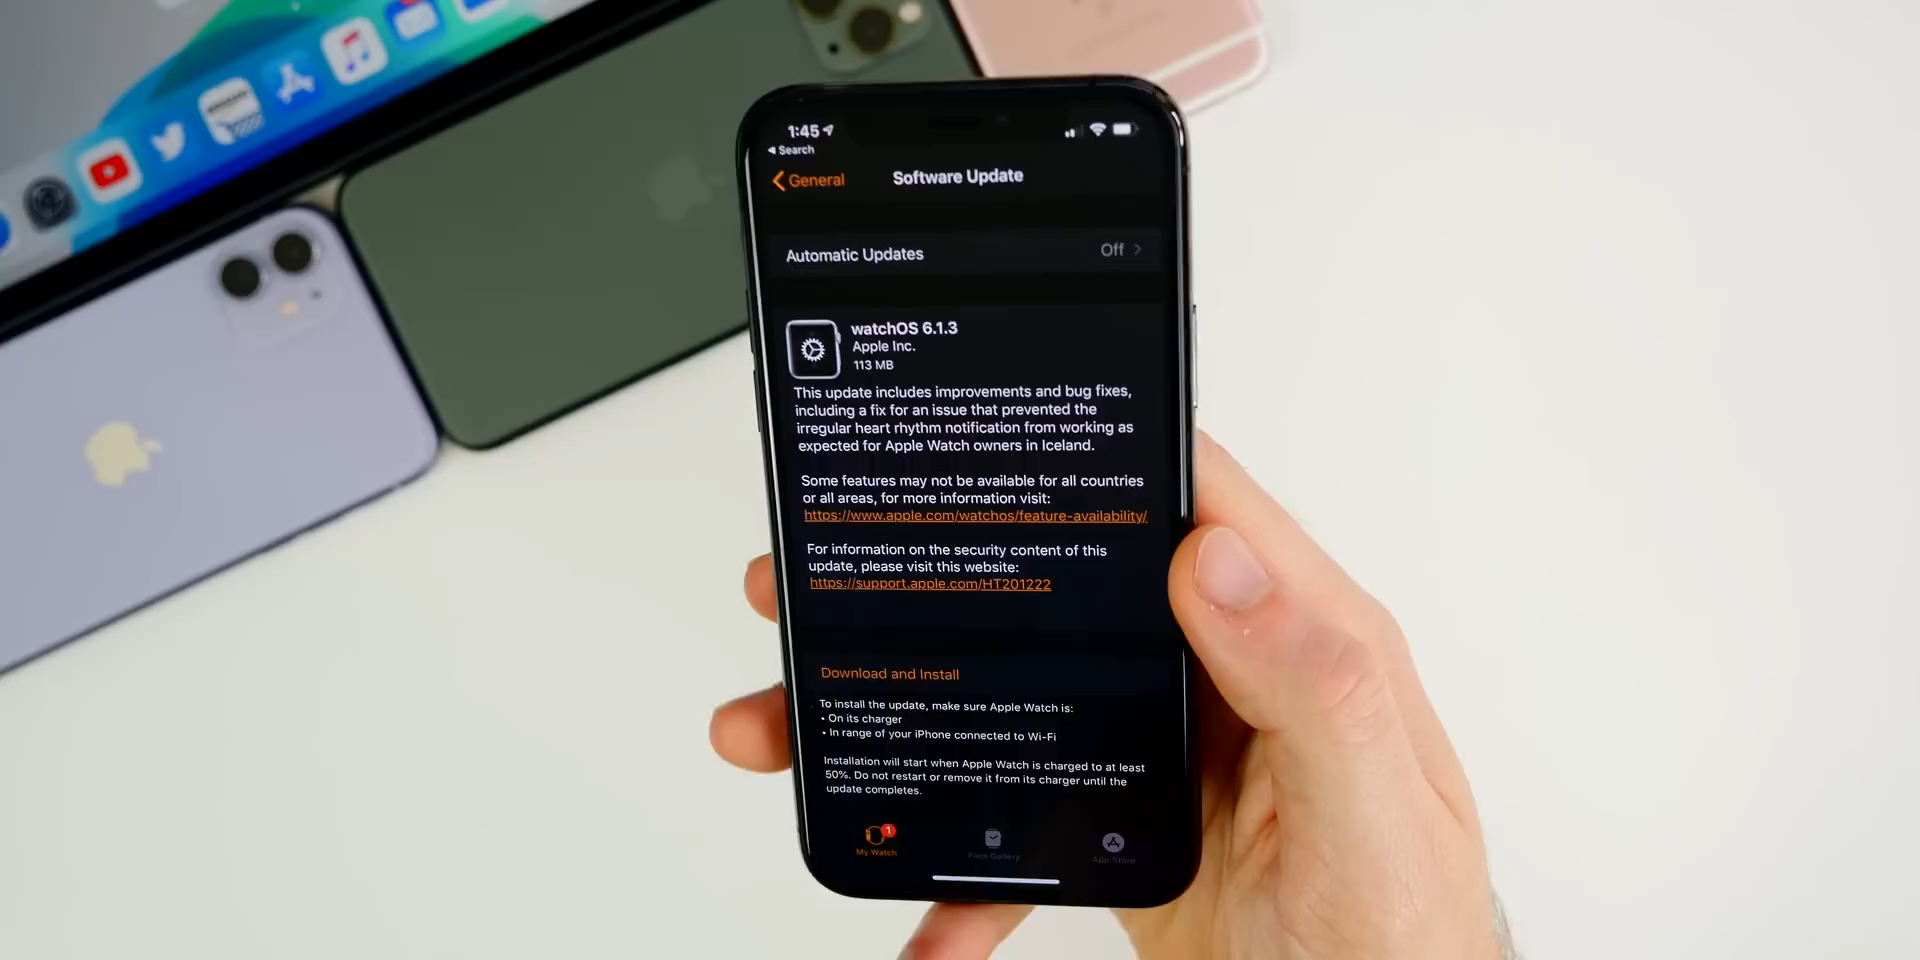 1:45
Search
General
Software Update
Automatic Updates
Off
watchOS 6.1.3
Apple Inc.
113 MB
This update includes improvements and bug fixes,
including a fix for an issue that prevented the
irregular heart rhythm notification from working as
expected for Apple Watch owners in Iceland.
Some features may not be available for all countries
or all areas, for more information visit:
https://www.apple.com/watchos/feature-availability/
For information on the security content of this
update, please visit this website:
https://support.apple.com/HT201222
Download and Install
To install the update, make sure Apple Watch is:
• On its charger
• In range of your iPhone connected to Wi-Fi
Installation will start when Apple Watch is charged to at least
50%. Do not restart or remove it from its charger until the
update completes.
1
My Watch
Face Gallery
App Store